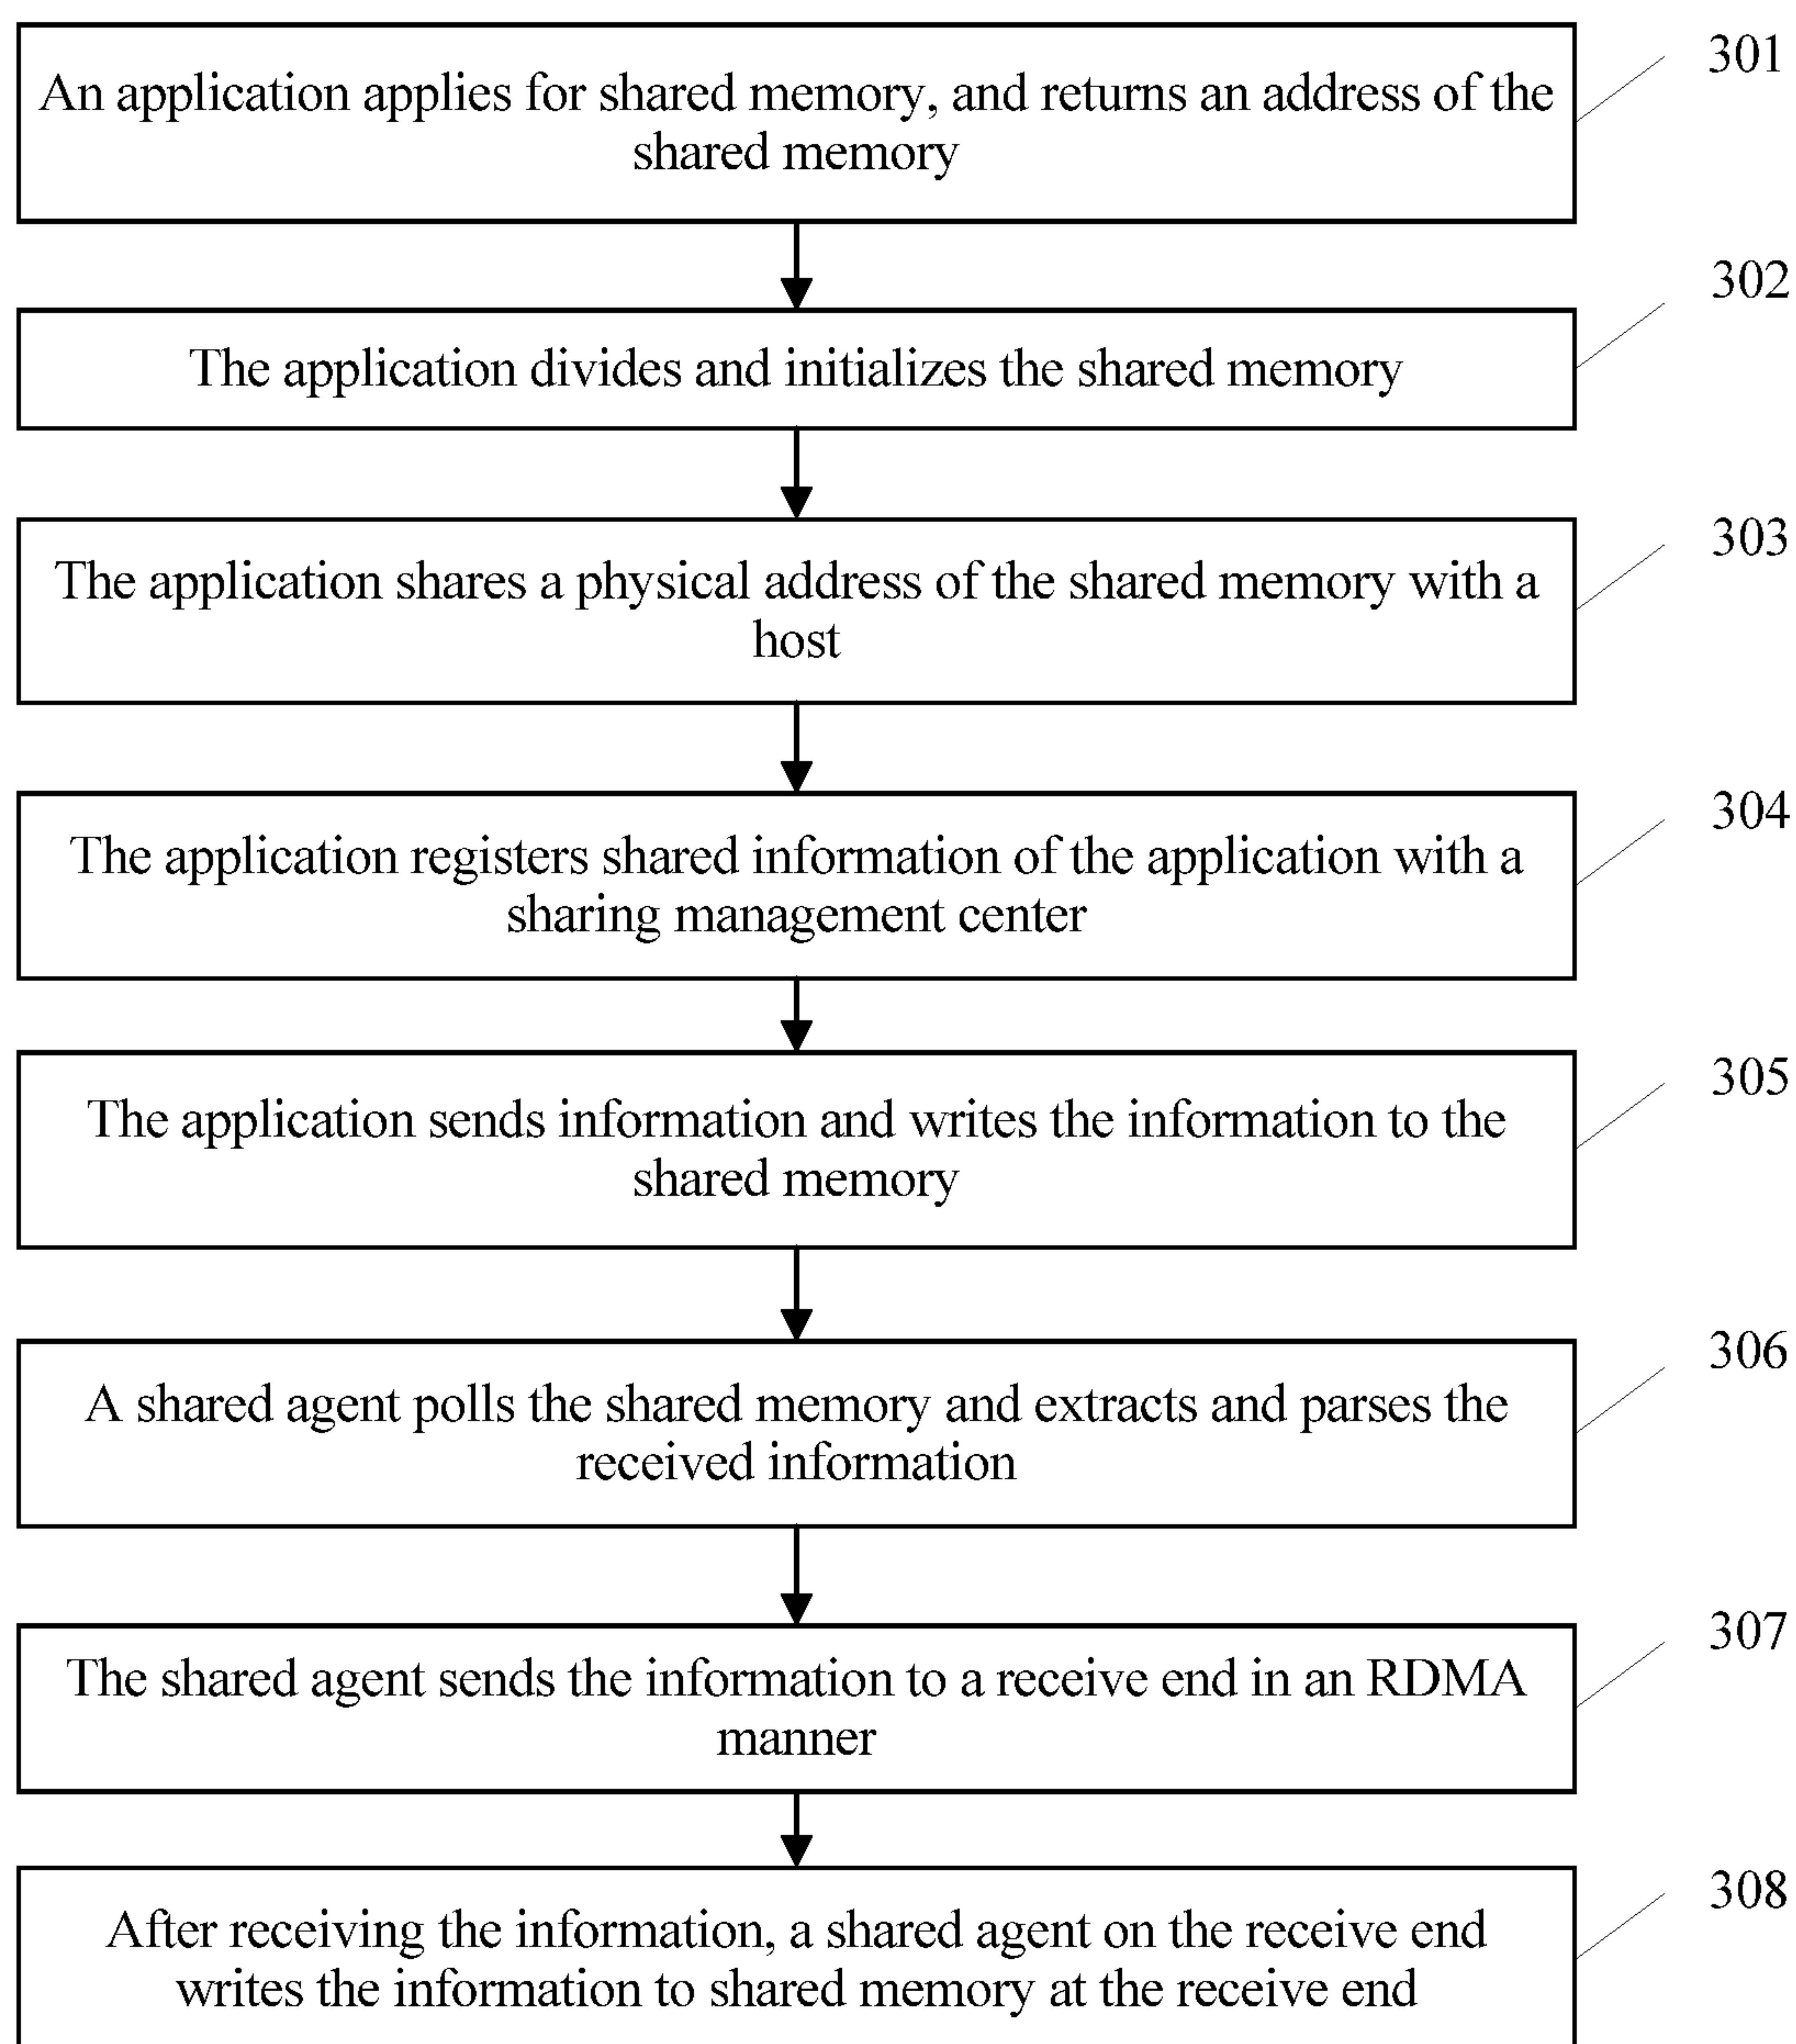 An application applies for shared memory, and returns an address of the
shared memory
301
The application divides and initializes the shared memory
302
The application shares a physical address of the shared memory with a
host
303
The application registers shared information of the application with a
sharing management center
304
The application sends information and writes the information to the
shared memory
305
A shared agent polls the shared memory and extracts and parses the
received information
306
The shared agent sends the information to a receive end in an RDMA
manner
307
After receiving the information, a shared agent on the receive end
writes the information to shared memory at the receive end
308